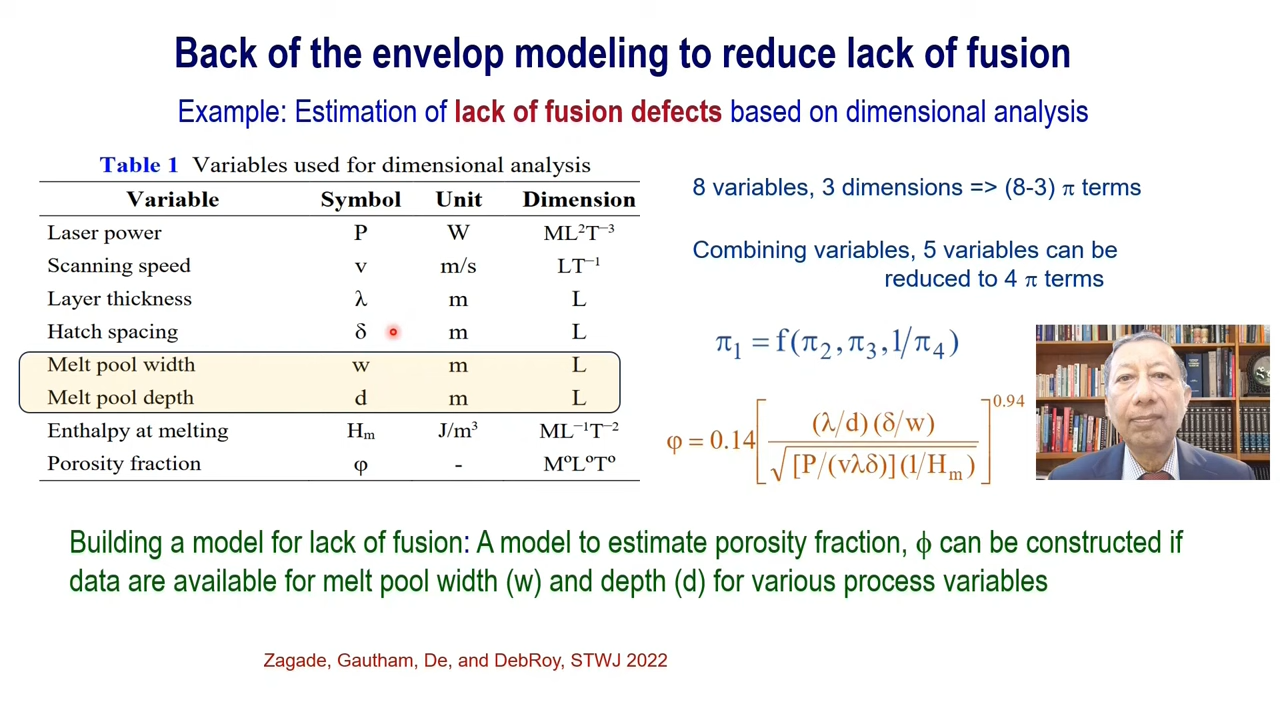 Back of the envelop modeling to reduce lack of fusion
Example: Estimation of lack of fusion defects based on dimensional analysis
Table 1 Variables used for dimensional analysis
Variable Symbol Unit Dimension
Laser power P W ML²T⁻³
Scanning speed v m/s LT⁻¹
Layer thickness λ m L
Hatch spacing δ m L
Melt pool width w m L
Melt pool depth d m L
Enthalpy at melting Hₘ J/m³ ML⁻¹T⁻²
Porosity fraction φ - MᵒLᵒTᵒ
8 variables, 3 dimensions => (8-3) π terms
Combining variables, 5 variables can be
reduced to 4 π terms
π₁ = f(π₂, π₃, 1/π₄)
φ = 0.14[(λ/d)(δ/w) / √[P/(vλδ)](1/Hₘ)]^0.94
Building a model for lack of fusion: A model to estimate porosity fraction, ϕ can be constructed if
data are available for melt pool width (w) and depth (d) for various process variables
Zagade, Gautham, De, and DebRoy, STWJ 2022